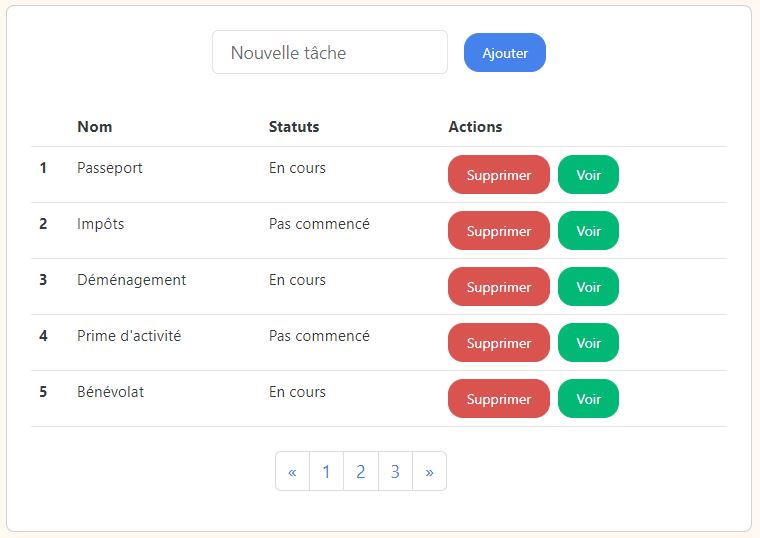 Nouvelle tâche Ajouter
Nom Statuts Actions
1 Passeport En cours Supprimer Voir
2 Impôts Pas commencé Supprimer Voir
3 Déménagement En cours Supprimer Voir
4 Prime d'activité Pas commencé Supprimer Voir
5 Bénévolat En cours Supprimer Voir
« 1 2 3 »